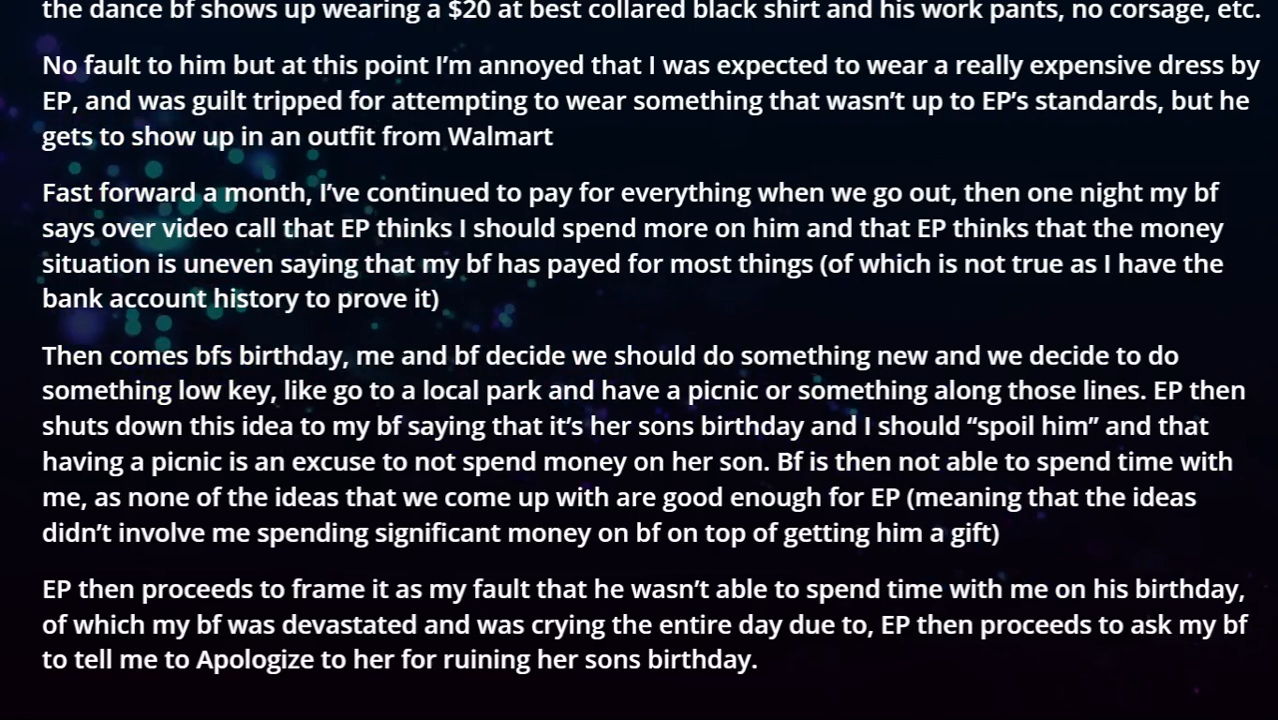 the dance bf shows up wearing a $20 at best collared black shirt and his work pants, no corsage, etc.
No fault to him but at this point I’m annoyed that I was expected to wear a really expensive dress by
EP, and was guilt tripped for attempting to wear something that wasn’t up to EP’s standards, but he
gets to show up in an outfit from Walmart
Fast forward a month, I’ve continued to pay for everything when we go out, then one night my bf
says over video call that EP thinks I should spend more on him and that EP thinks that the money
situation is uneven saying that my bf has payed for most things (of which is not true as I have the
bank account history to prove it)
Then comes bfs birthday, me and bf decide we should do something new and we decide to do
something low key, like go to a local park and have a picnic or something along those lines. EP then
shuts down this idea to my bf saying that it’s her sons birthday and I should “spoil him” and that
having a picnic is an excuse to not spend money on her son. Bf is then not able to spend time with
me, as none of the ideas that we come up with are good enough for EP (meaning that the ideas
didn’t involve me spending significant money on bf on top of getting him a gift)
EP then proceeds to frame it as my fault that he wasn’t able to spend time with me on his birthday,
of which my bf was devastated and was crying the entire day due to, EP then proceeds to ask my bf
to tell me to Apologize to her for ruining her sons birthday.